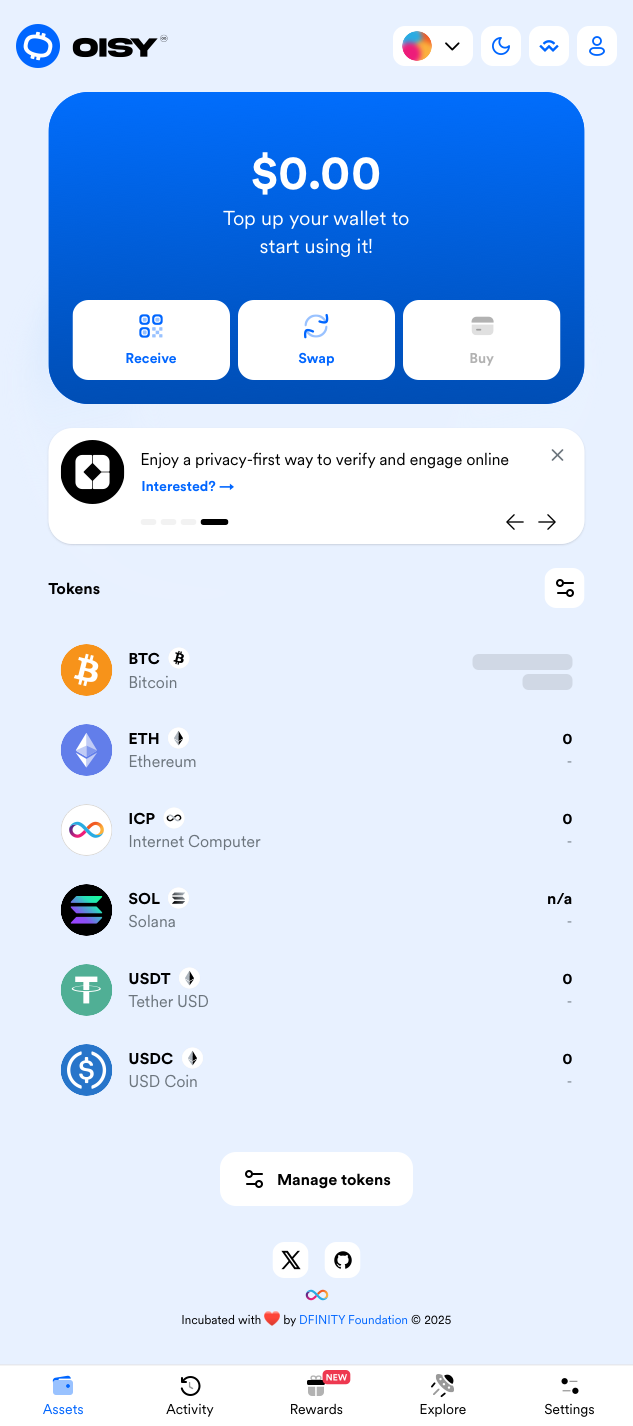 OISY
$0.00
Top up your wallet to
start using it!
Receive
Swap
Buy
Enjoy a privacy-first way to verify and engage online
Interested? →
Tokens
BTC
Bitcoin
ETH
0
Ethereum
-
ICP
0
Internet Computer
-
SOL
n/a
Solana
-
USDT
0
Tether USD
-
USDC
0
USD Coin
-
Manage tokens
Incubated with ❤️ by DFINITY Foundation © 2025
NEW
Assets
Activity
Rewards
Explore
Settings